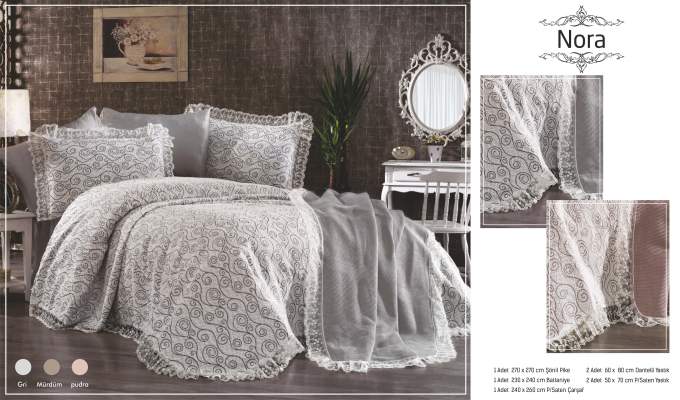 Nora
Gri Mürdüm pudra
1 Adet 270 x 270 cm Şönil Pike
1 Adet 230 x 240 cm Battaniye
1 Adet 240 x 260 cm P/Saten Çarşaf
2 Adet 60 x 80 cm Dantelli Yastık
2 Adet 50 x 70 cm P/Saten Yastık